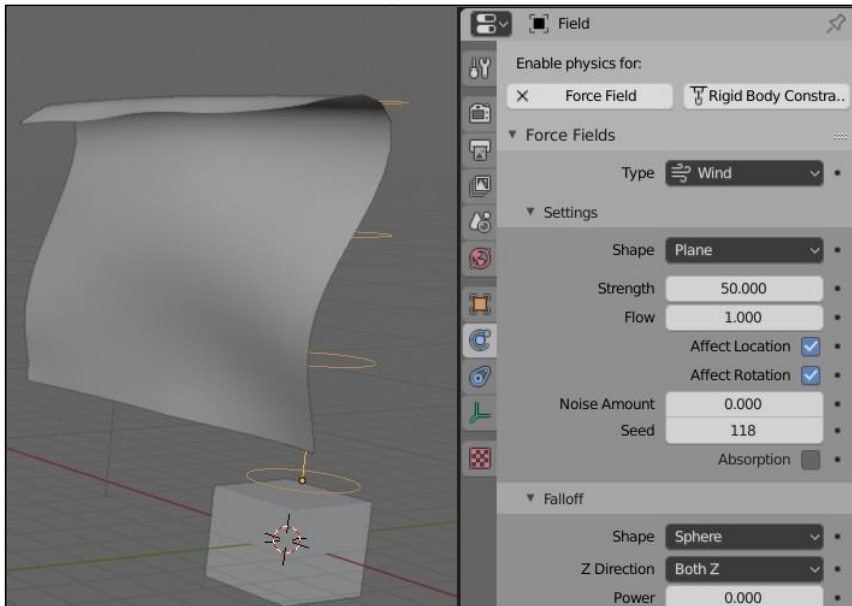 Field
Enable physics for:
Force Field
Rigid Body Constra..
Force Fields
Type Wind
Settings
Shape Plane
Strength 50.000
Flow 1.000
Affect Location
Affect Rotation
Noise Amount 0.000
Seed 118
Absorption
Falloff
Shape Sphere
Z Direction Both Z
Power 0.000